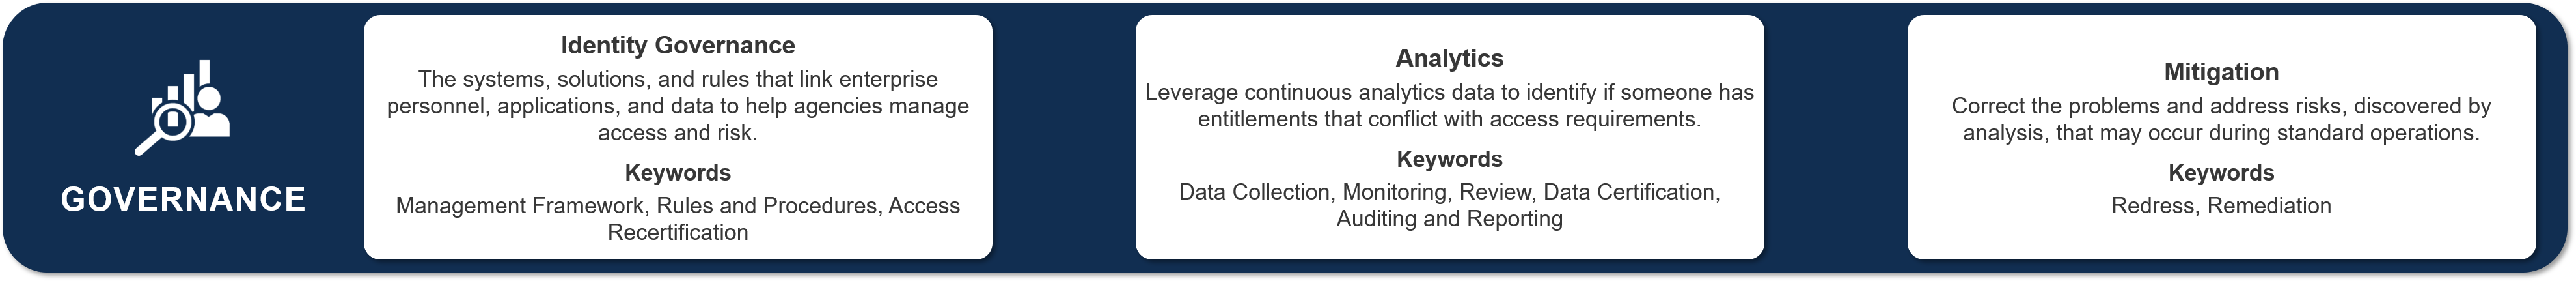 GOVERNANCE
Identity Governance
The systems, solutions, and rules that link enterprise
personnel, applications, and data to help agencies manage
access and risk.
Keywords
Management Framework, Rules and Procedures, Access
Recertification
Analytics
Leverage continuous analytics data to identify if someone has
entitlements that conflict with access requirements.
Keywords
Data Collection, Monitoring, Review, Data Certification,
Auditing and Reporting
Mitigation
Correct the problems and address risks, discovered by
analysis, that may occur during standard operations.
Keywords
Redress, Remediation